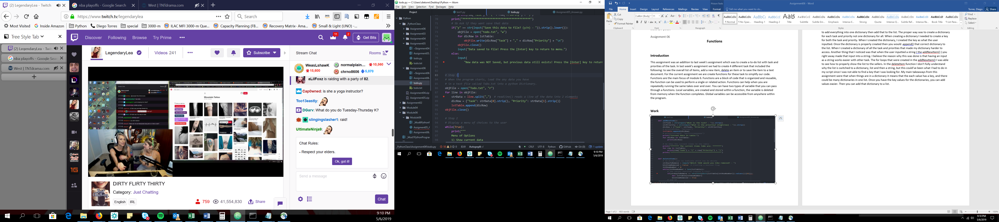 (2) LegendaryLea - Twitch
nba playoffs - Google Search
West | TNTdrama.com
https://www.twitch.tv/legendarylea
Search
Most Visited
Inside Amazon
Python
Diego Torres
special
3000-m
ILAC MFI 3000-m Que...
Capacity Planning (FB...
Recovery Matrix- Ama...
Small & Light (UNO) -...
Tree Style Tab
(2) LegendaryLea - Twitc
nba playoffs - Google Sear
West | TNTdrama.com
Discover
Following
Browse
Try Prime
11
2
Get Bits
LegendaryLea
Videos 241
Subscribe
Stream Chat
Rooms
WeasLshawK
15,600
normalplain...
10,560
chrno8606
5,070
aLilFoxz is raiding with a party of 82.
Cap0wned: is she a yoga instructor?
Too13eastly:
DGarv: What do you do Tuesday-Thursday K?
slingingslasher1: raid!
UltimateNinja9:
Chat Rules:
- Respect your elders.
Ok, got it!
Send a message
Chat
Mountain Tattoo
Just Chatting
DIRTY FLIRTY THIRTY
Category: Just Chatting
English
IRL
759
41,554,830
Share
9:10 PM
5/6/2019
todo.py — C:\Users\dietorre\Desktop\Python — Atom
File Edit View Selection Find Packages Help
Project
Python
_PythonClass
Assignmnt06
Assignment03
Assignment04
Assignment05
~$signment04
Assignment05.
todo.py
todo.txt
Assignment06
~$signment06
Assignment06.
todo.py
todo.txt
Assignment04.zip
Assignment05.zip
Assignment02
Module04
Module06
Module06
_Mod6PythonF
Assigment05_A
Assignment06.
_Mod1PythonPrograr
test1.py
todo.py
Assigment05_Answer.py
70 print("*******************************************")
71 # 5b Ask if they want save that data
72 if("y" == str(input("Save this data to file? (y/n) - ")).strip().lower()):
73 objFile = open("todo.txt", "w")
74 for dicRow in lstTable:
75 objFile.write(dicRow["Task"] + "," + dicRow["Priority"] + "\n")
76 objFile.close()
77 input("Data saved to file! Press the [Enter] key to return to menu.")
78 else:
79 input(
80 "New data was NOT Saved, but previous data still exists! Press the [Enter] key to return
81
82
83 # Step 1
84 # When the program starts, load the any data you have
85 # in a text file called ToDo.txt into a python Dictionary.
86 objFile = open("Todo.txt", "r")
87 for line in objFile:
88 strData = line.split(",") # readline() reads a line of the data into 2 elements
89 dicRow = {"Task": strData[0].strip(), "Priority": strData[1].strip()}
90 lstTable.append(dicRow)
91 objFile.close()
92
93 # Step 2
94 # Display a menu of choices to the user
95 while(True):
96 print("""
97 Menu of Options
98 1) Show current data
_PythonClass\Assignment06\todo.py
50
3
0
83:9
Autopep8: √
CRLF
UTF-8
Python
GitHub
Git (0)
1 update
9:10 PM
5/6/2019
Assignment06 - Word
Picture Tools
Torres, Diego
Share
File Home Insert Design Layout References Mailings Review View Format Tell me what you want to do...
Paste
Cut
Copy
Format Painter
Clipboard
Calibri (Body)
11
Font
Paragraph
¶ Normal
¶ No Spac...
Heading 1
Heading 2
Title
Subtitle
Subtle Em...
Emphasis
Intense E...
Strong
Quote
Intense Q...
Subtle Ref...
Intense Re...
Book Title
¶ List Para...
Styles
Find
Replace
Select
Editing
Assignment 06
Functions
Introduction
This assignment was an addition to last week's assignment which was to create a to-do list with task and
priorities of the task. In last week's assignment we had to create 4 different task that included the
following: to see the overall list of items, add a new item, delete an item or to save the item to a text
document. For the current assignment we are create functions for these task to simplify our code.
Functions are the main focus of module 6. Functions are a block of code that is organized and reusable,
the function can be used to perform a single or related action. Functions can help when you are
repeatedly running the same takes over and over. You can have two types of variable that you can pass
through a functions. Local variables, are created and stored within a function, the variable is deleted
from memory when the function completes. Global variables can be accessible from anywhere within
the program.
Work
to add everything into one dictionary then add that to the list. The proper way was to create a dictionary
for each task and priority not one dictionary for all. When creating a dictionary I needed to create a key
for both the task and priority. When I created the dictionary, I created the key as what the user
inputted. Once the dictionary is properly created then you would .append() that correct dictionary to
the list. When I created a dictionary of all the task and priorities that made my dictionary harder to
access. Another thing that I noticed was that when the user inputted a string ( the addNewItem() ) you
right away made that input into a string. I believe the reason why this was done is that having an input
as a string works easier with other task. The for loops that were created in the addNewItem() I was able
to see how to properly show the list to the sellers. In the deleteItem function I don't fully understand
why the list is switched to a dictionary, list and then a string, but this could've been what I had to do in
my script since I was not able to find a key that I was looking for. My main takeaways from this
assignment were that when things are in a dictionary it means that the each value has a key, and there
could be many dictionaries in one list. Once you have the key values for the dictionaries, you can add
values easier. Then you can add that dictionary to a list.
Page 1 of 2
483 words
100%
9:10 PM
5/6/2019